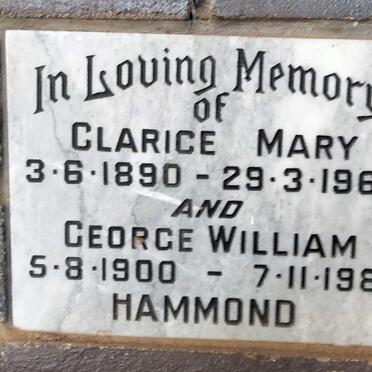 In Loving Memory
of
CLARICE MARY
3·6·1890 - 29·3·196
AND
GEORGE WILLIAM
5·8·1900 - 7·11·198
HAMMOND